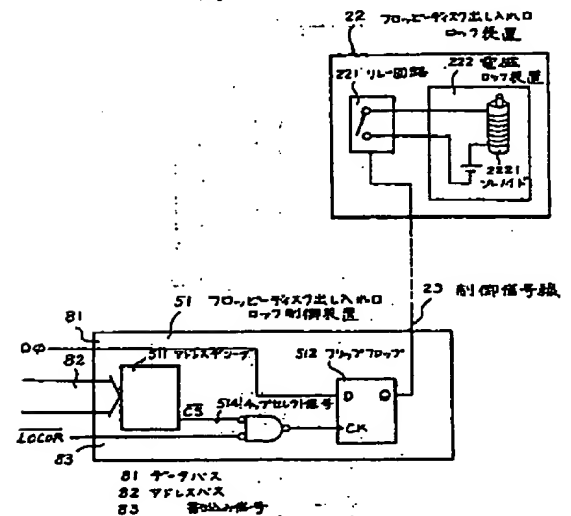 22 フロッピーディスク出し入れロ
ロック装置
221 リレー回路
222 電磁
ロック装置
2221
ソレノイド
23 制御信号線
51 フロッピーディスク出し入れロ
ロック制御装置
81
DΦ
511 アドレスデコーダ
512 フリップフロップ
82
514 チップセレクト信号
CS
D Q
CK
LOCOR
83
81 データバス
82 アドレスバス
83 書き込み信号